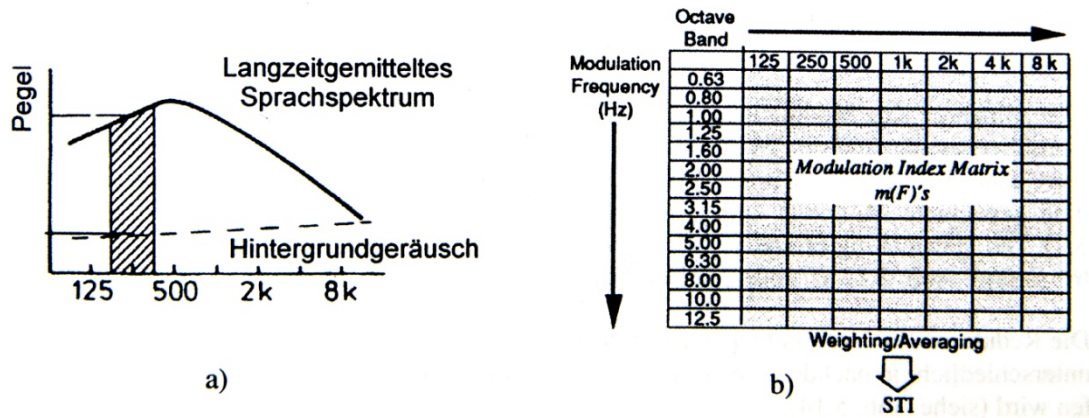 Pegel
Langzeitgemitteltes
Sprachspektrum
Hintergrundgeräusch
125 500 2k 8k
a)
Octave
Band
Modulation
Frequency
(Hz)
125 250 500 1k 2k 4 k 8 k
0.63
0.80
1.00
1.25
1.60
2.00
2.50
3.15
4.00
5.00
6.30
8.00
10.0
12.5
Modulation Index Matrix
m(F)'s
Weighting/Averaging
b)
STI